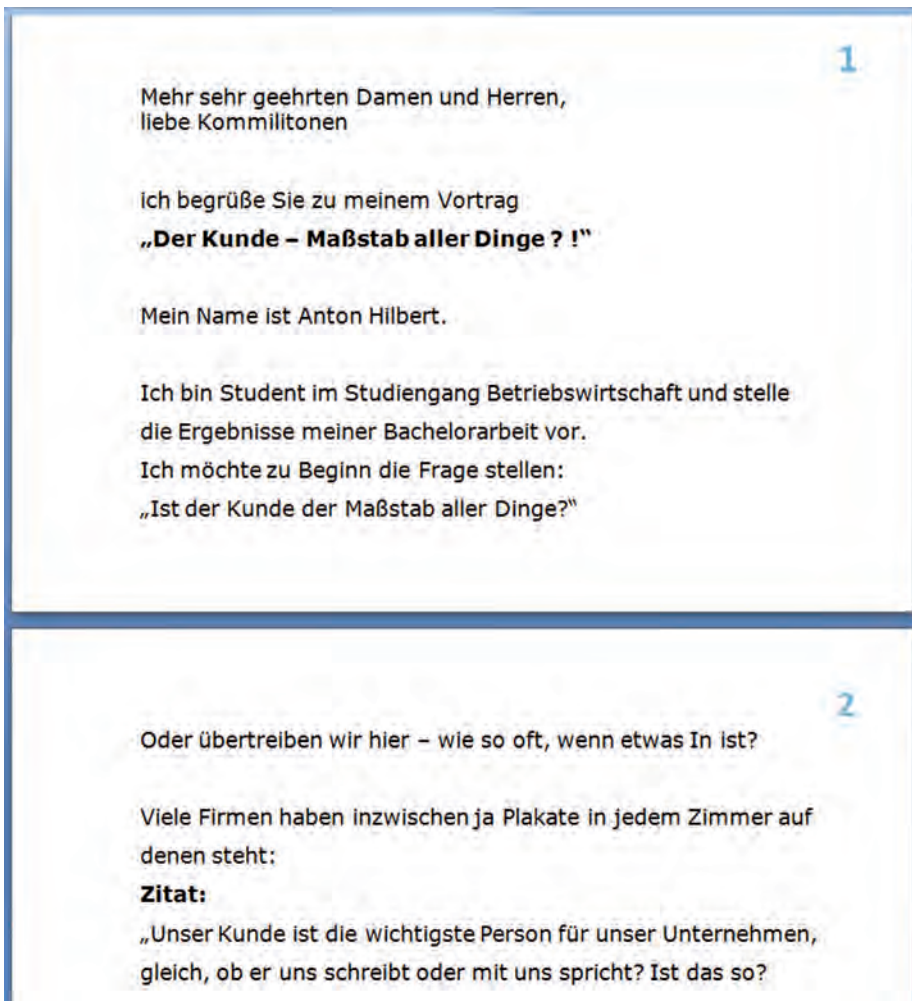 1
Mehr sehr geehrten Damen und Herren,
liebe Kommilitonen
ich begrüße Sie zu meinem Vortrag
„Der Kunde – Maßstab aller Dinge ? !“
Mein Name ist Anton Hilbert.
Ich bin Student im Studiengang Betriebswirtschaft und stelle
die Ergebnisse meiner Bachelorarbeit vor.
Ich möchte zu Beginn die Frage stellen:
„Ist der Kunde der Maßstab aller Dinge?“
2
Oder übertreiben wir hier – wie so oft, wenn etwas In ist?
Viele Firmen haben inzwischen ja Plakate in jedem Zimmer auf
denen steht:
Zitat:
„Unser Kunde ist die wichtigste Person für unser Unternehmen,
gleich, ob er uns schreibt oder mit uns spricht? Ist das so?